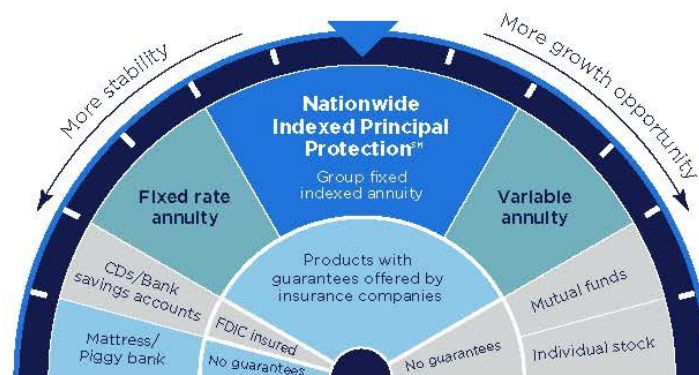 More stability
More growth opportunity
Nationwide
Indexed Principal
Protection℠
Group fixed
indexed annuity
Fixed rate
annuity
Variable
annuity
Products with
guarantees offered by
insurance companies
CDs/Bank
savings accounts
FDIC insured
Mattress/
Piggy bank
No guarantees
No guarantees
Mutual funds
Individual stock